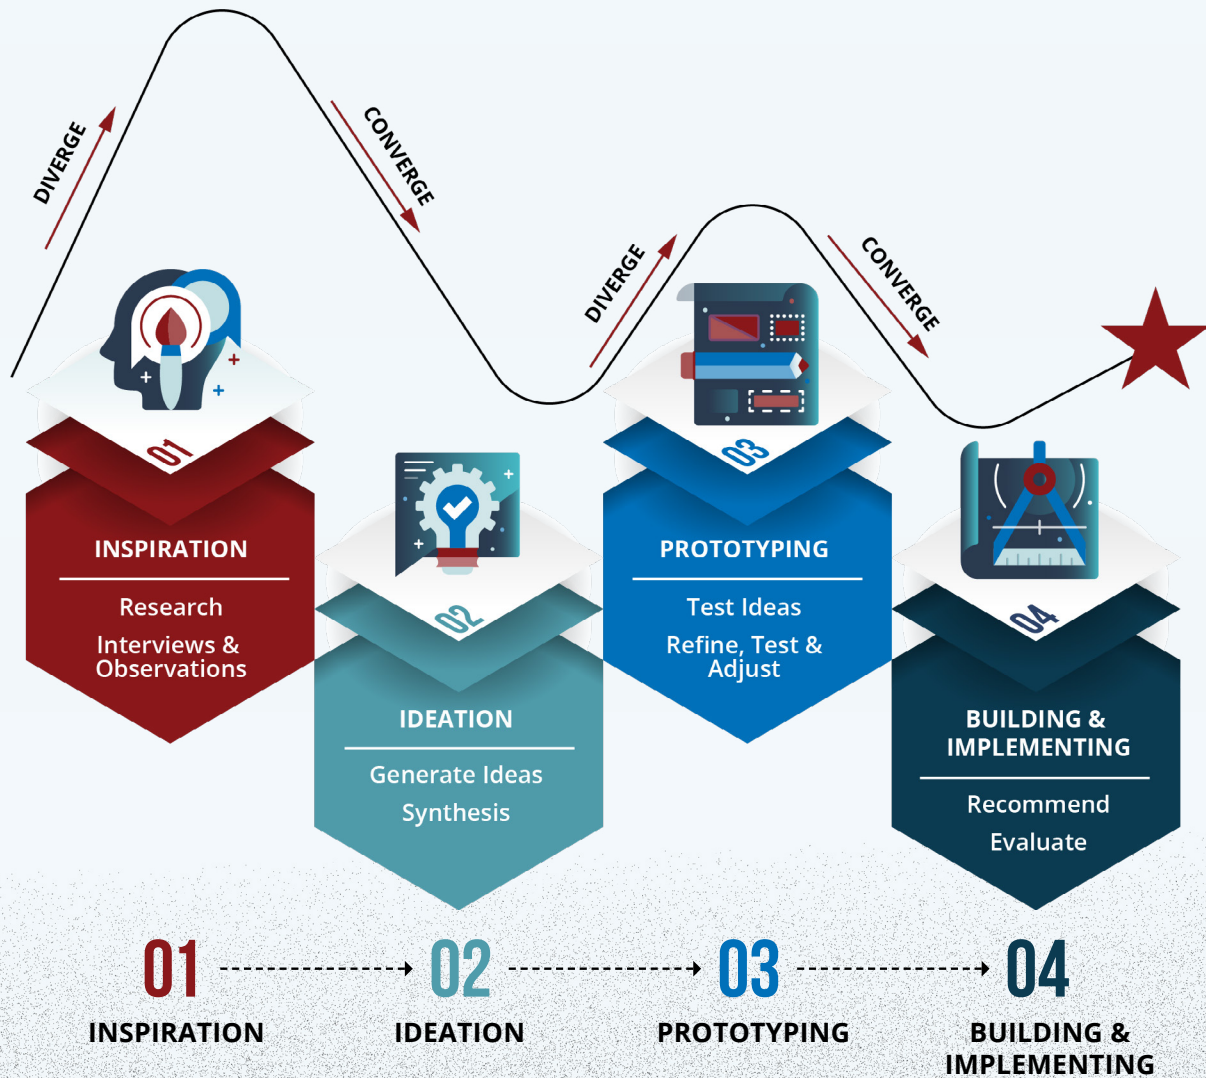 DIVERGE
CONVERGE
DIVERGE
CONVERGE
01
INSPIRATION
Research
Interviews &
Observations
02
IDEATION
Generate Ideas
Synthesis
03
PROTOTYPING
Test Ideas
Refine, Test &
Adjust
04
BUILDING &
IMPLEMENTING
Recommend
Evaluate
01
INSPIRATION
02
IDEATION
03
PROTOTYPING
04
BUILDING &
IMPLEMENTING